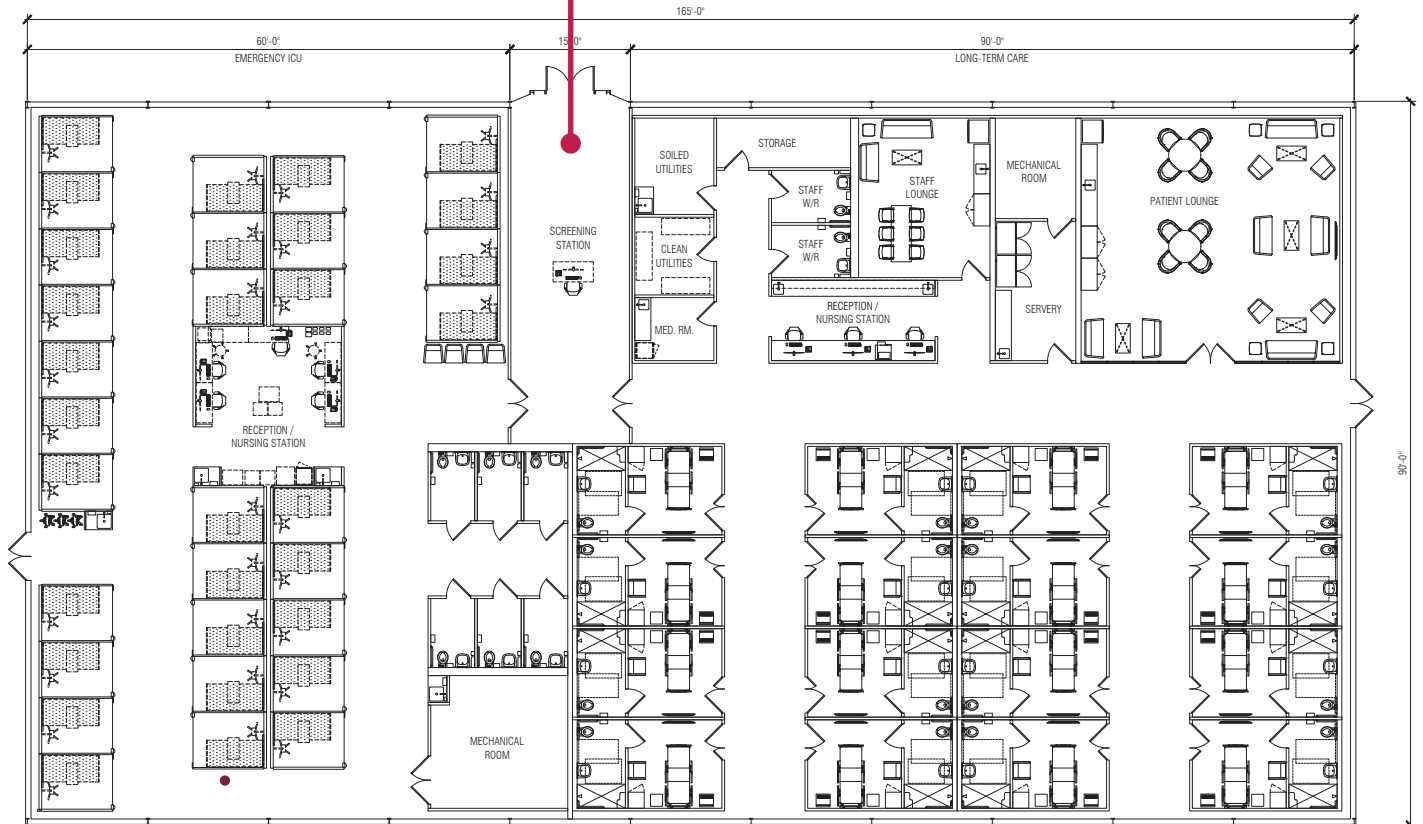 165'-0"
60'-0"
90'-0"
EMERGENCY ICU
LONG-TERM CARE
SOILED
UTILITIES
STORAGE
STAFF
W/R
STAFF
LOUNGE
MECHANICAL
ROOM
PATIENT LOUNGE
SCREENING
STATION
CLEAN
UTILITIES
STAFF
W/R
MED. RM.
RECEPTION /
NURSING STATION
SERVERY
RECEPTION /
NURSING STATION
90'-0"
MECHANICAL
ROOM